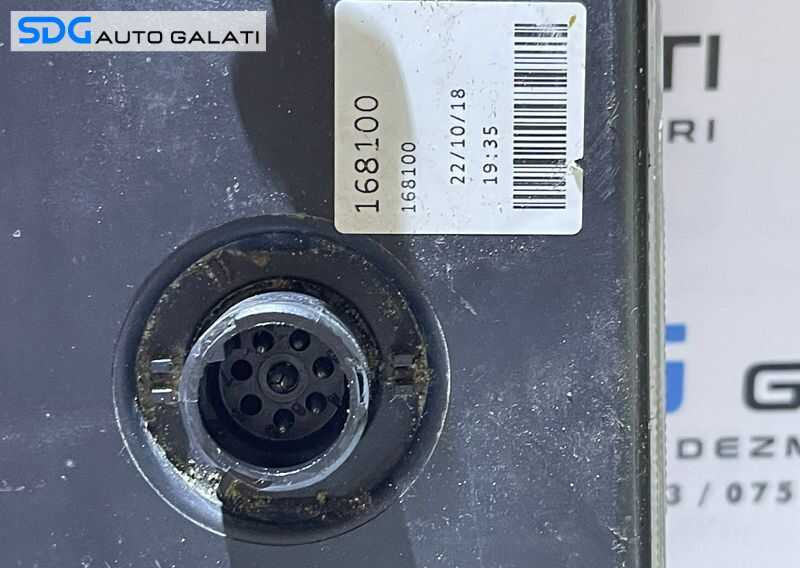 SDG AUTO GALATI
168100
168100
22/10/18
19:35
TI
RI
G
DEZM
3 / 075